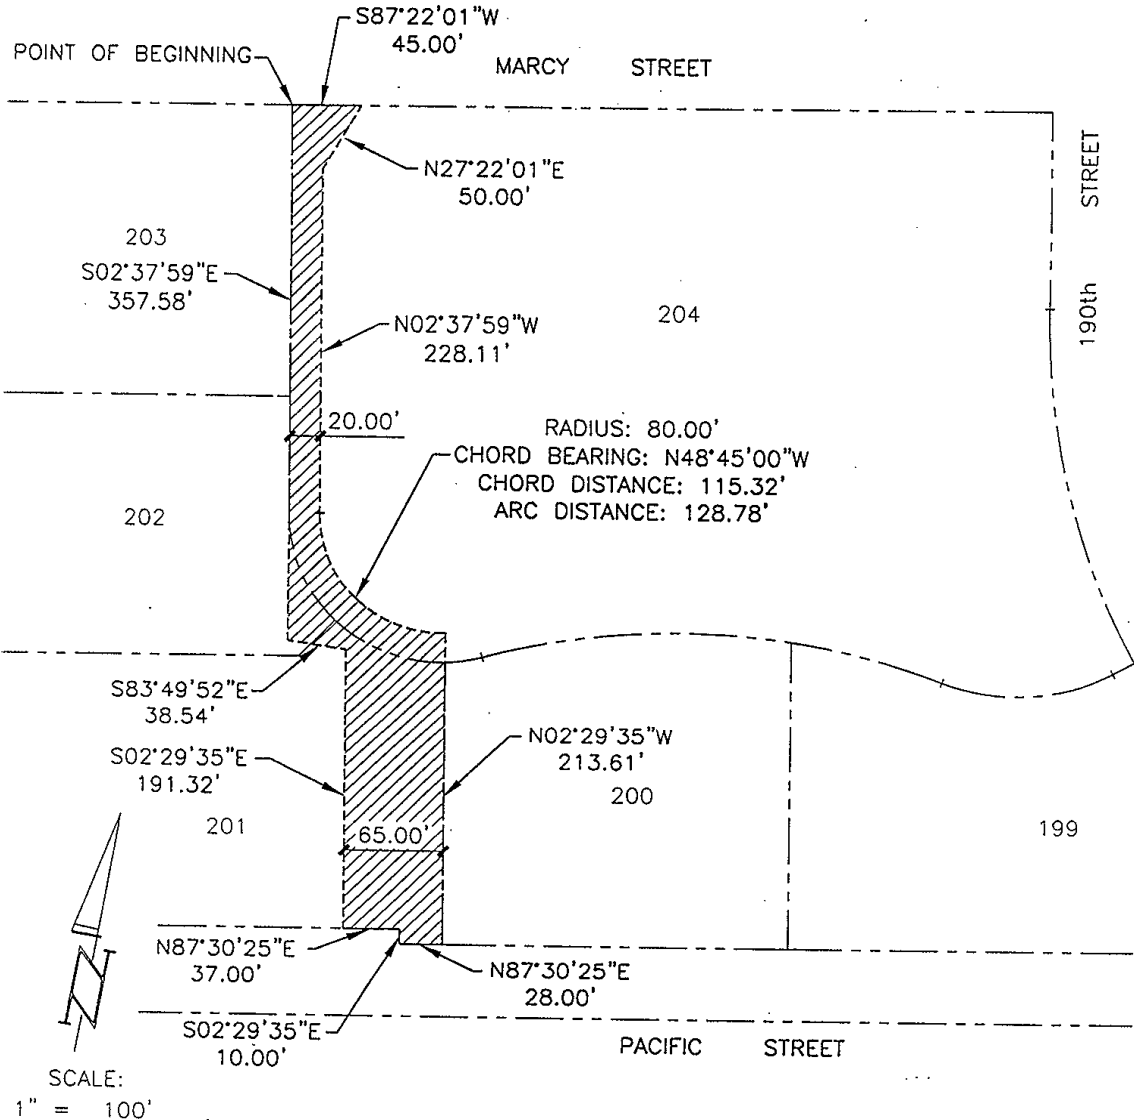 S87°22'01"W
45.00'
POINT OF BEGINNING
MARCY STREET
N27°22'01"E
50.00'
190th STREET
203
S02°37'59"E
357.58'
204
N02°37'59"W
228.11'
20.00'
RADIUS: 80.00'
CHORD BEARING: N48°45'00"W
CHORD DISTANCE: 115.32'
ARC DISTANCE: 128.78'
202
S83°49'52"E
38.54'
S02°29'35"E
191.32'
N02°29'35"W
213.61'
200
201
65.00'
199
N87°30'25"E
37.00'
N87°30'25"E
28.00'
S02°29'35"E
10.00'
PACIFIC STREET
SCALE:
1" = 100'